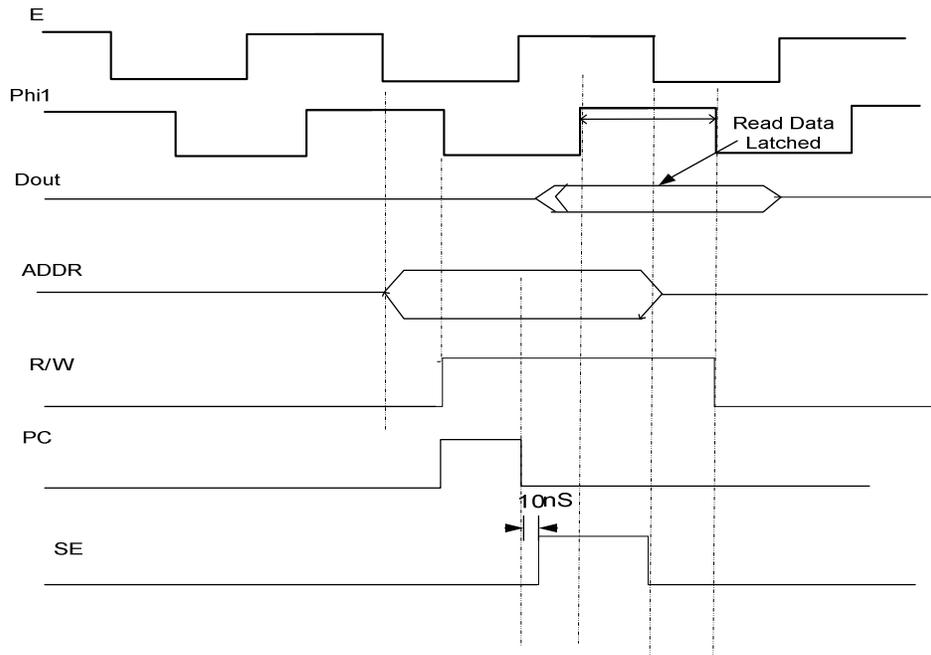 E
Phi1
Read Data
Latched
Dout
ADDR
R/W
PC
10nS
SE